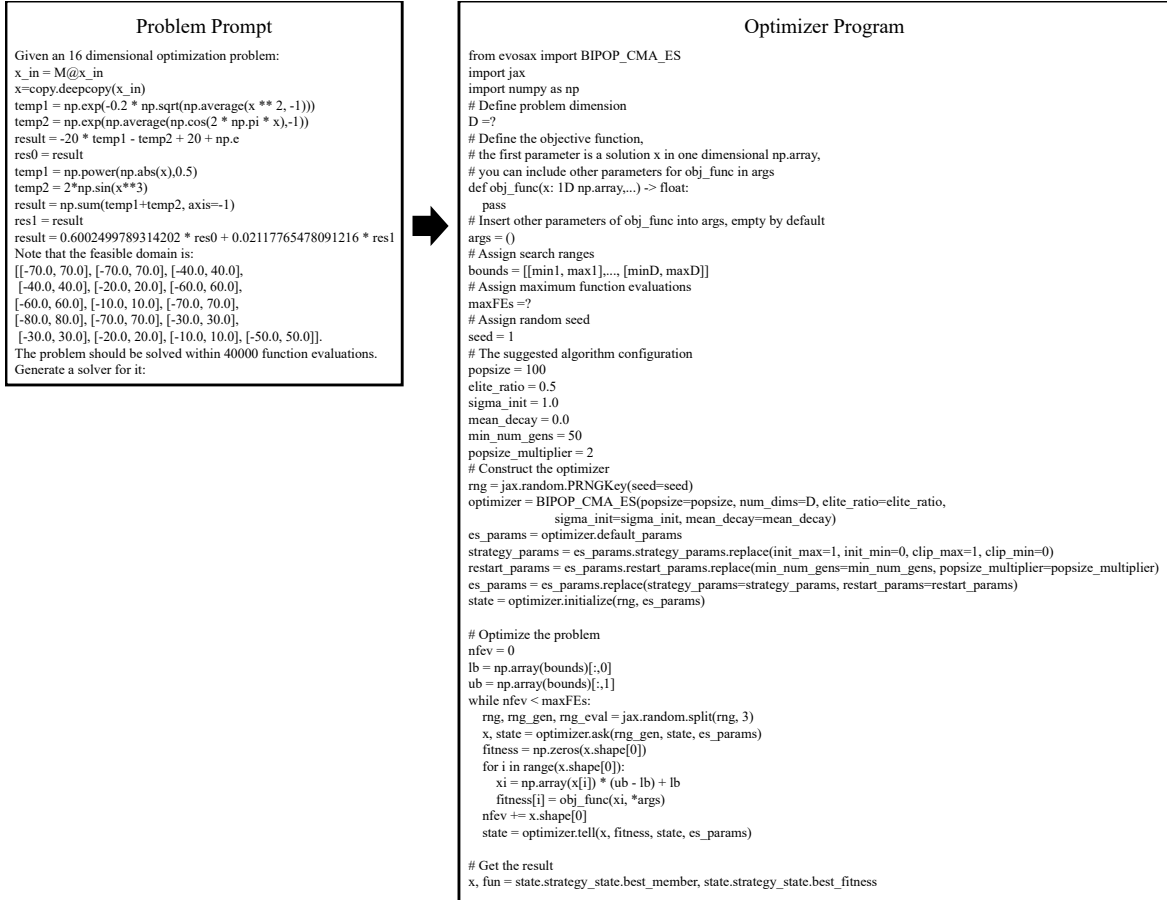 Problem Prompt
Given an 16 dimensional optimization problem:
x_in = M@x_in
x=copy.deepcopy(x_in)
temp1 = np.exp(-0.2 * np.sqrt(np.average(x ** 2, -1)))
temp2 = np.exp(np.average(np.cos(2 * np.pi * x),-1))
result = -20 * temp1 - temp2 + 20 + np.e
res0 = result
temp1 = np.power(np.abs(x),0.5)
temp2 = 2*np.sin(x**3)
result = np.sum(temp1+temp2, axis=-1)
res1 = result
result = 0.6002499789314202 * res0 + 0.02117765478091216 * res1
Note that the feasible domain is:
[[-70.0, 70.0], [-70.0, 70.0], [-40.0, 40.0],
[-40.0, 40.0], [-20.0, 20.0], [-60.0, 60.0],
[-60.0, 60.0], [-10.0, 10.0], [-70.0, 70.0],
[-80.0, 80.0], [-70.0, 70.0], [-30.0, 30.0],
[-30.0, 30.0], [-20.0, 20.0], [-10.0, 10.0], [-50.0, 50.0]].
The problem should be solved within 40000 function evaluations.
Generate a solver for it:
Optimizer Program
from evosax import BIPOP_CMA_ES
import jax
import numpy as np
# Define problem dimension
D =?
# Define the objective function,
# the first parameter is a solution x in one dimensional np.array,
# you can include other parameters for obj_func in args
def obj_func(x: 1D np.array,...) -> float:
    pass
# Insert other parameters of obj_func into args, empty by default
args = ()
# Assign search ranges
bounds = [[min1, max1],..., [minD, maxD]]
# Assign maximum function evaluations
maxFEs =?
# Assign random seed
seed = 1
# The suggested algorithm configuration
popsize = 100
elite_ratio = 0.5
sigma_init = 1.0
mean_decay = 0.0
min_num_gens = 50
popsize_multiplier = 2
# Construct the optimizer
rng = jax.random.PRNGKey(seed=seed)
optimizer = BIPOP_CMA_ES(popsize=popsize, num_dims=D, elite_ratio=elite_ratio,
sigma_init=sigma_init, mean_decay=mean_decay)
es_params = optimizer.default_params
strategy_params = es_params.strategy_params.replace(init_max=1, init_min=0, clip_max=1, clip_min=0)
restart_params = es_params.restart_params.replace(min_num_gens=min_num_gens, popsize_multiplier=popsize_multiplier)
es_params = es_params.replace(strategy_params=strategy_params, restart_params=restart_params)
state = optimizer.initialize(rng, es_params)
# Optimize the problem
nfev = 0
lb = np.array(bounds)[:,0]
ub = np.array(bounds)[:,1]
while nfev < maxFEs:
    rng, rng_gen, rng_eval = jax.random.split(rng, 3)
    x, state = optimizer.ask(rng_gen, state, es_params)
    fitness = np.zeros(x.shape[0])
    for i in range(x.shape[0]):
        xi = np.array(x[i]) * (ub - lb) + lb
        fitness[i] = obj_func(xi, *args)
    nfev += x.shape[0]
    state = optimizer.tell(x, fitness, state, es_params)
# Get the result
x, fun = state.strategy_state.best_member, state.strategy_state.best_fitness